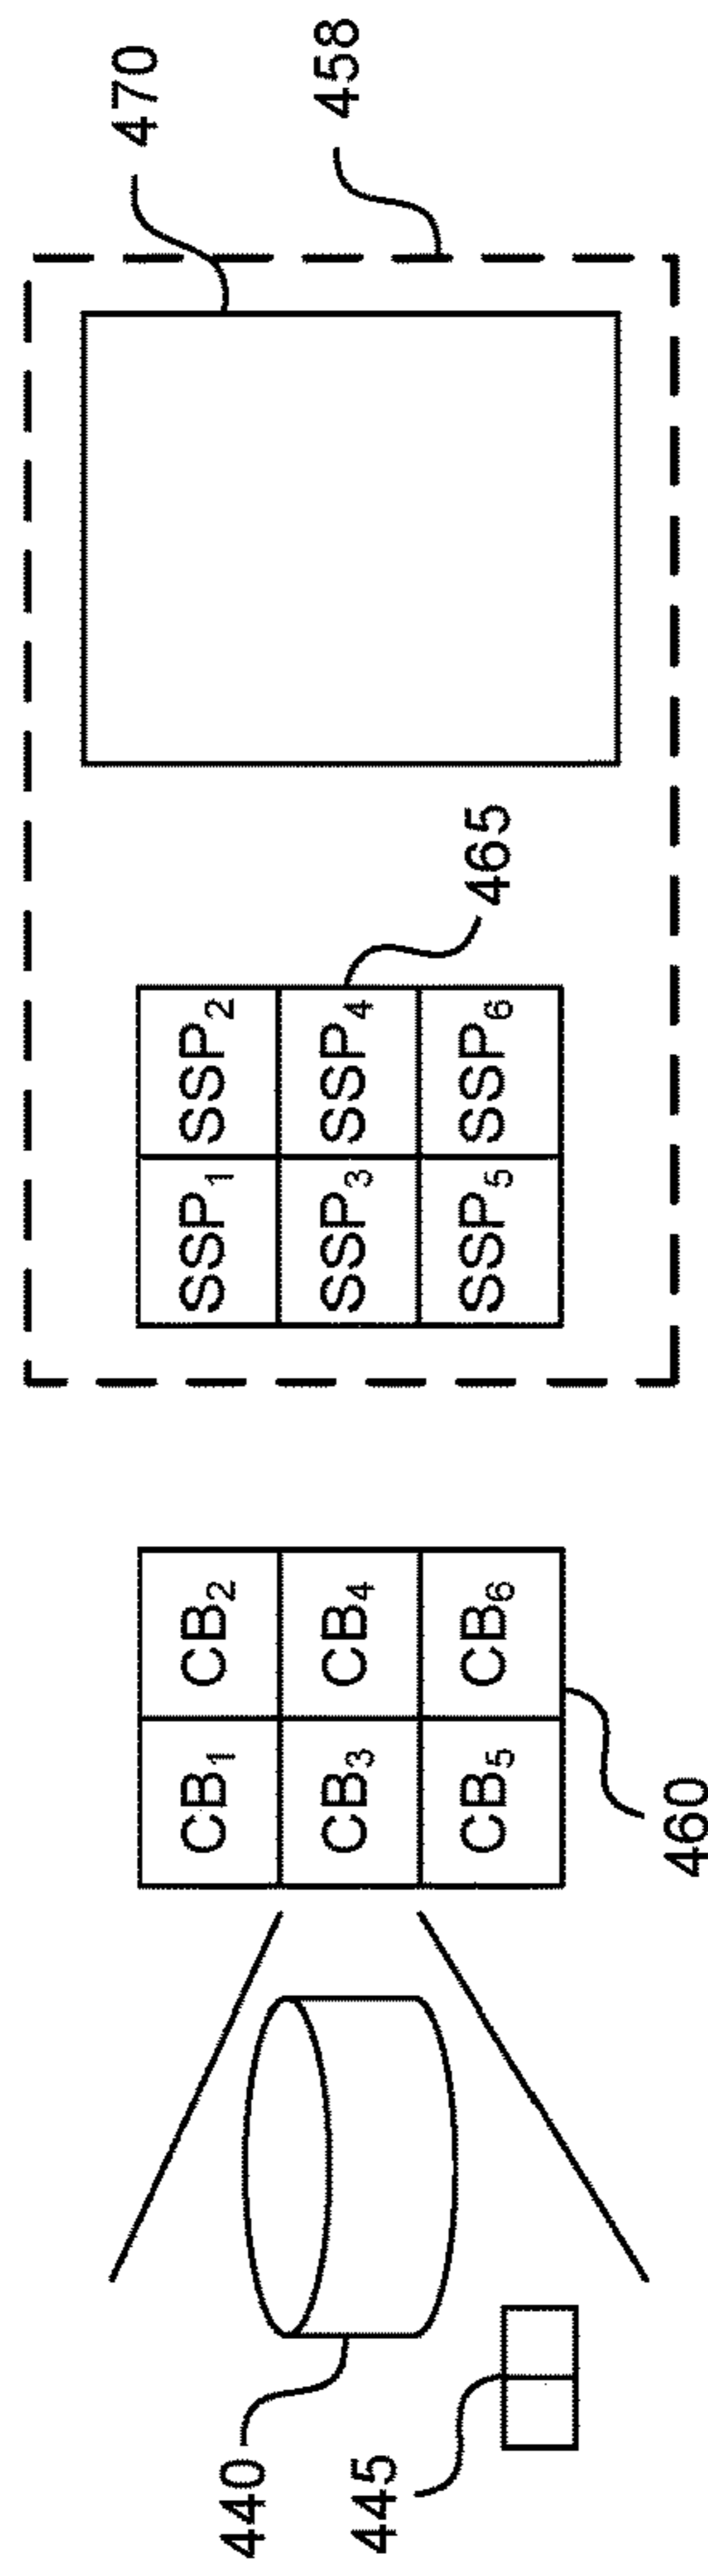 440
445
CB₁ CB₂
CB₃ CB₄
CB₅ CB₆
460
SSP₁ SSP₂
SSP₃ SSP₄
SSP₅ SSP₆
465
470
458